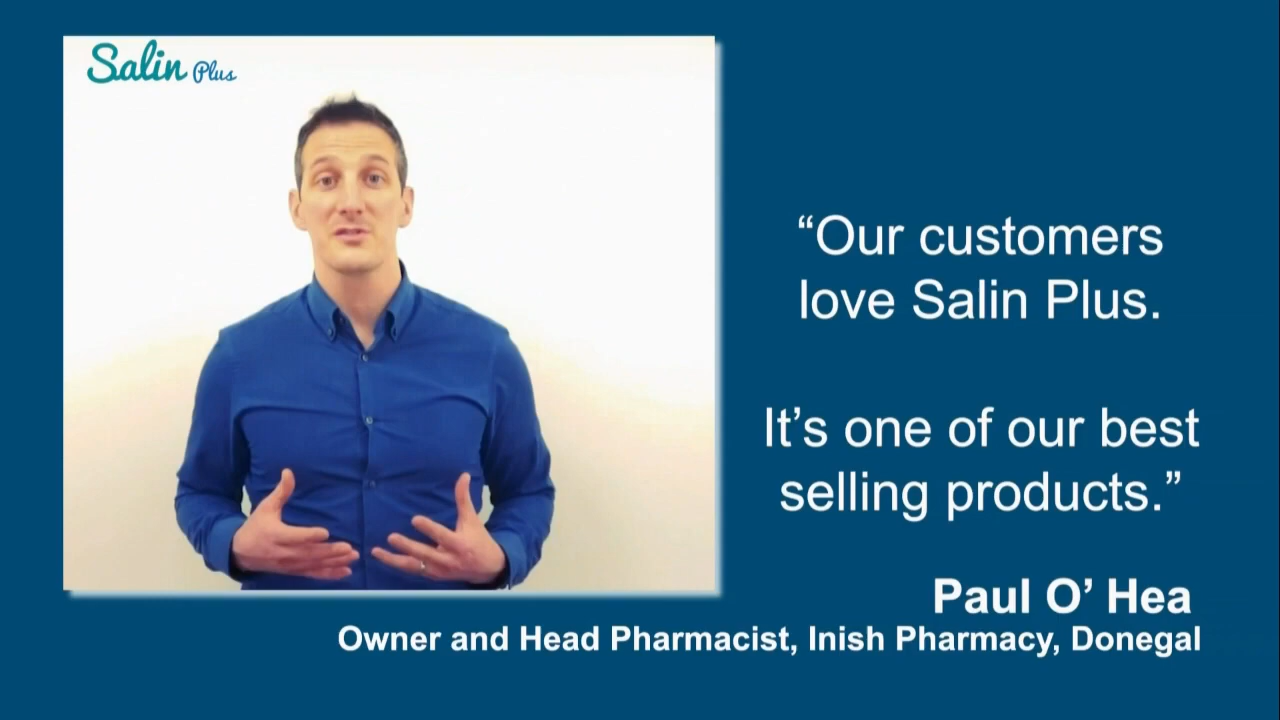 Salin Plus
“Our customers
love Salin Plus.
It’s one of our best
selling products.”
Paul O’ Hea
Owner and Head Pharmacist, Inish Pharmacy, Donegal